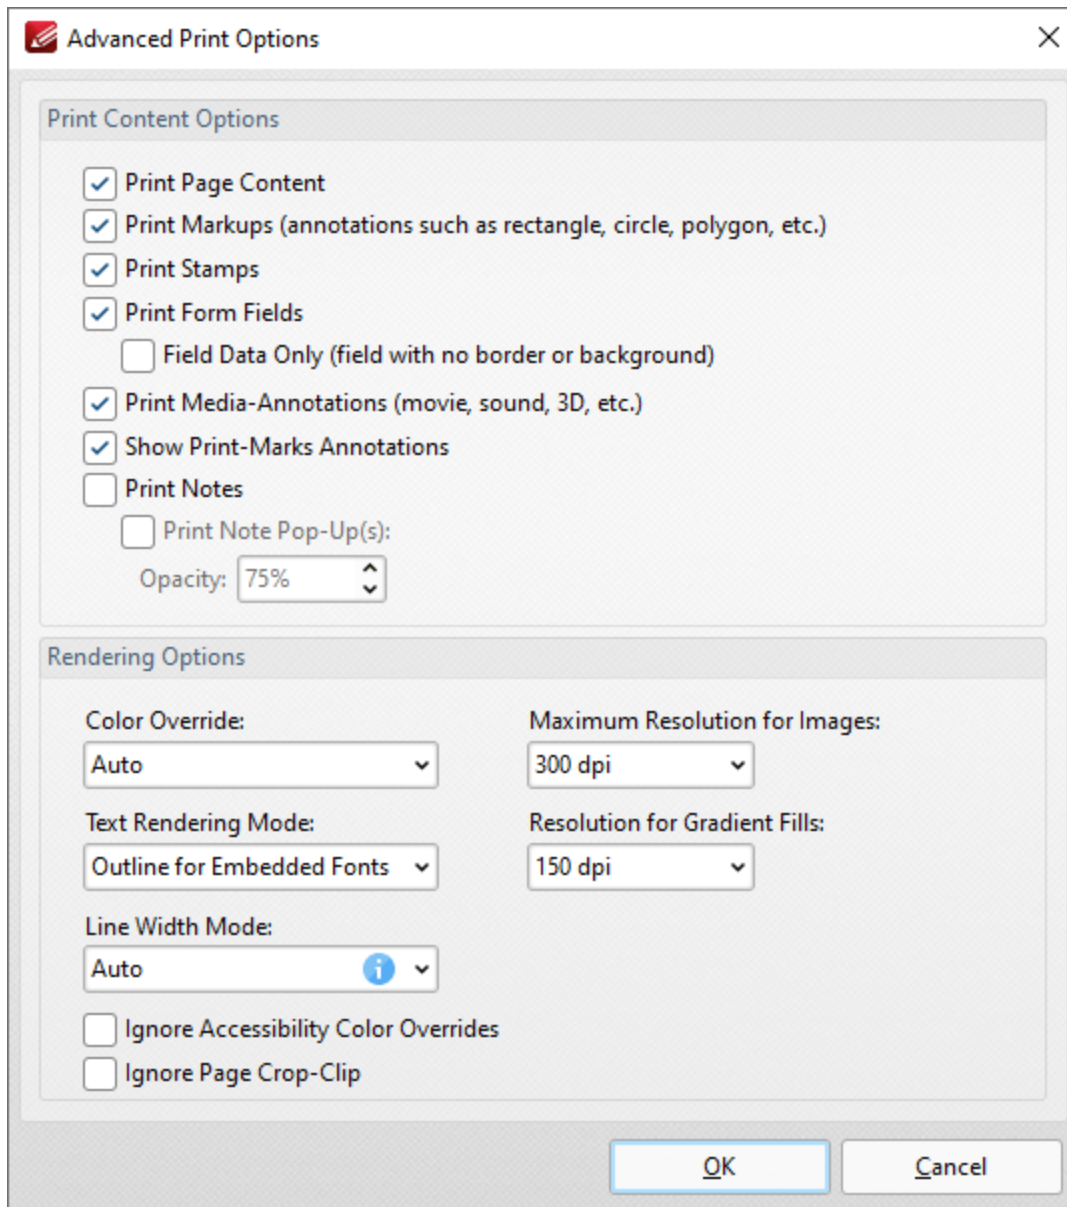 Advanced Print Options
Print Content Options
Print Page Content
Print Markups (annotations such as rectangle, circle, polygon, etc.)
Print Stamps
Print Form Fields
Field Data Only (field with no border or background)
Print Media-Annotations (movie, sound, 3D, etc.)
Show Print-Marks Annotations
Print Notes
Print Note Pop-Up(s):
Opacity: 75%
Rendering Options
Color Override: Maximum Resolution for Images:
Auto 300 dpi
Text Rendering Mode: Resolution for Gradient Fills:
Outline for Embedded Fonts 150 dpi
Line Width Mode:
Auto i
Ignore Accessibility Color Overrides
Ignore Page Crop-Clip
OK Cancel